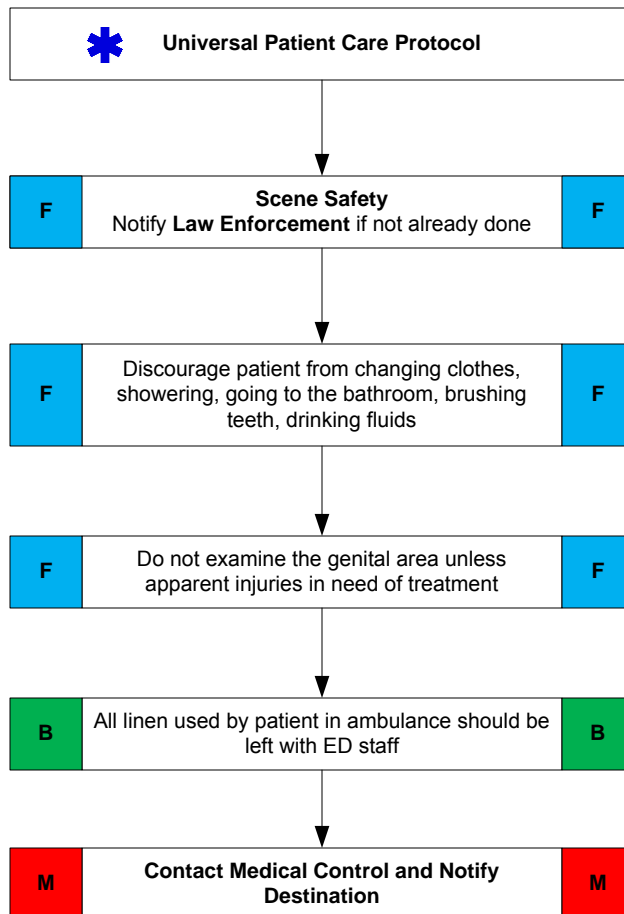 Universal Patient Care Protocol
F
Scene Safety
F
Notify Law Enforcement if not already done
F
Discourage patient from changing clothes,
showering, going to the bathroom, brushing
teeth, drinking fluids
F
F
Do not examine the genital area unless
apparent injuries in need of treatment
F
B
All linen used by patient in ambulance should be
left with ED staff
B
M
Contact Medical Control and Notify
Destination
M